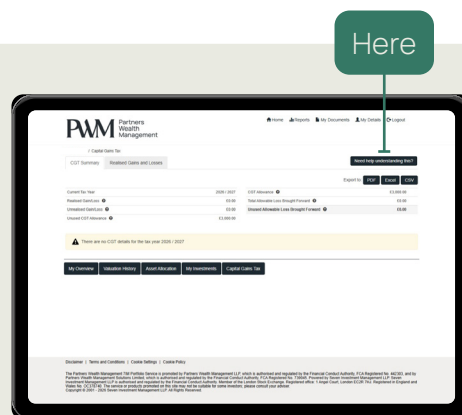 Here
PWM Partners
Wealth
Management
Home Reports My Documents My Details Logout
/ Capital Gains Tax
CGT Summary Realised Gains and Losses
Need help understanding this?
Export to: PDF Excel CSV
Current Tax Year 2026 / 2027 CGT Allowance £3,000.00
Realised Gain/Loss £0.00 Total Allowable Loss Brought Forward £0.00
Unrealised Gain/Loss £0.00 Unused Allowable Loss Brought Forward £0.00
Unused CGT Allowance £3,000.00
There are no CGT details for the tax year 2026 / 2027
My Overview Valuation History Asset Allocation My Investments Capital Gains Tax
Disclaimer | Terms and Conditions | Cookie Settings | Cookie Policy